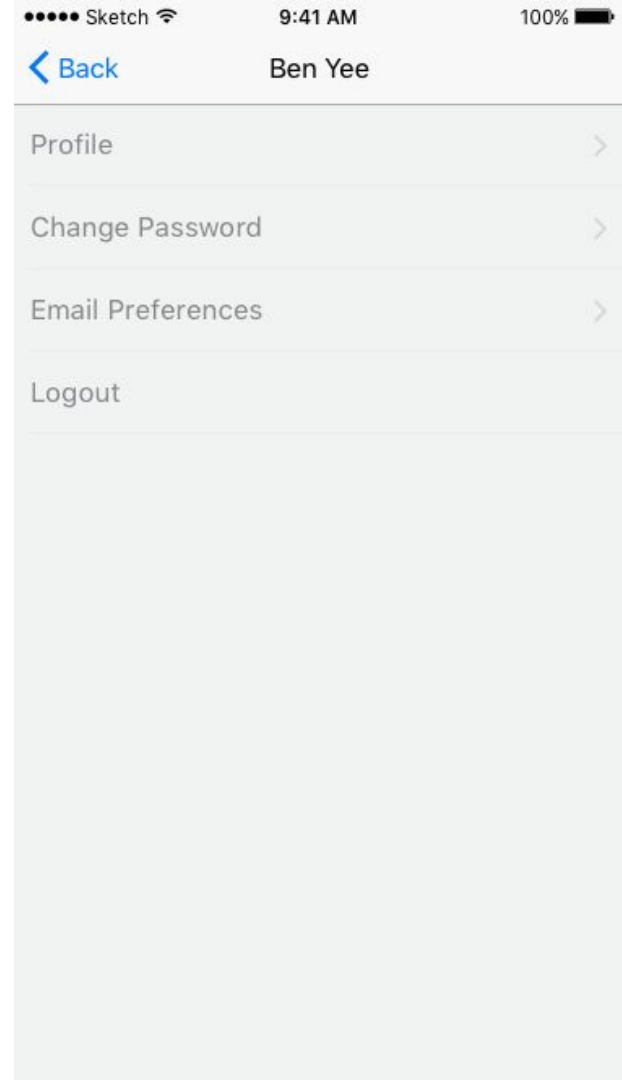 Sketch 9:41 AM 100%
Back Ben Yee
Profile
Change Password
Email Preferences
Logout